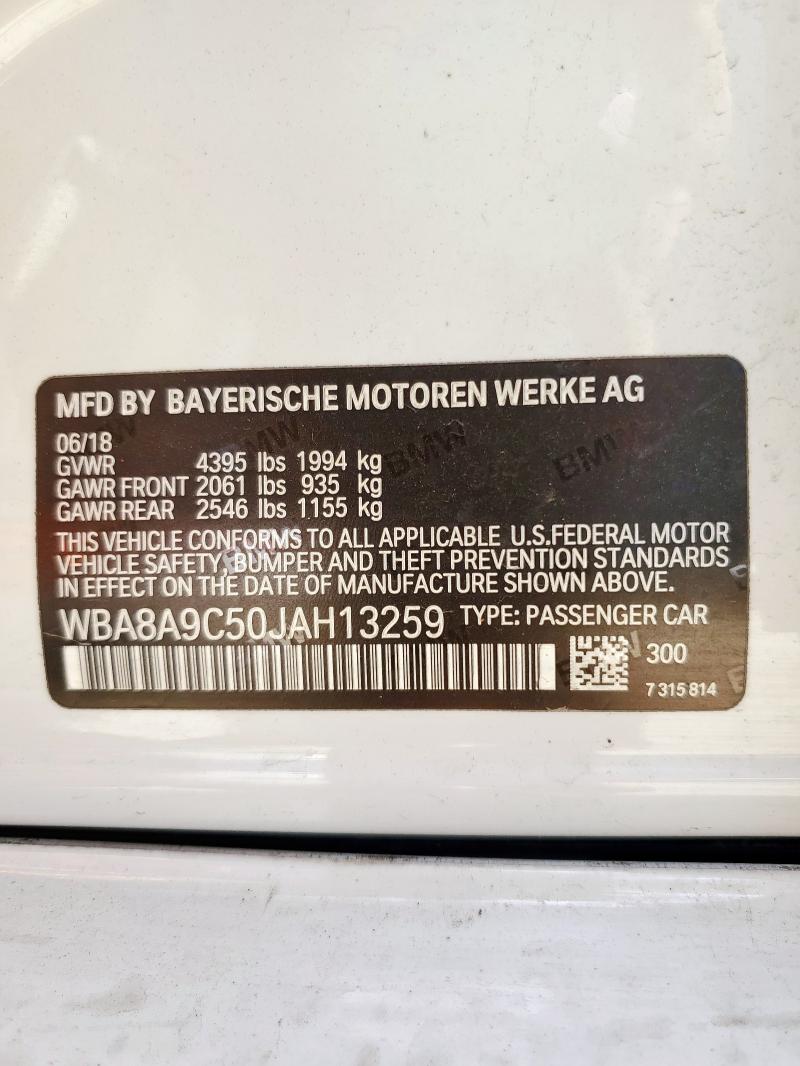 MFD BY BAYERISCHE MOTOREN WERKE AG
06/18
GVWR 4395 lbs 1994 kg
GAWR FRONT 2061 lbs 935 kg
GAWR REAR 2546 lbs 1155 kg
THIS VEHICLE CONFORMS TO ALL APPLICABLE U.S.FEDERAL MOTOR
VEHICLE SAFETY, BUMPER AND THEFT PREVENTION STANDARDS
IN EFFECT ON THE DATE OF MANUFACTURE SHOWN ABOVE.
WBA8A9C50JAH13259 TYPE: PASSENGER CAR
300
7 315 814
BMW
BMW
BMW